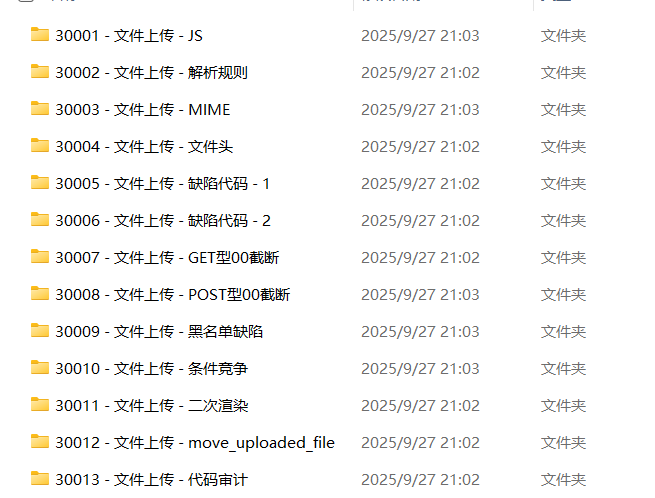 30001 - 文件上传 - JS 2025/9/27 21:03 文件夹
30002 - 文件上传 - 解析规则 2025/9/27 21:02 文件夹
30003 - 文件上传 - MIME 2025/9/27 21:03 文件夹
30004 - 文件上传 - 文件头 2025/9/27 21:02 文件夹
30005 - 文件上传 - 缺陷代码 - 1 2025/9/27 21:02 文件夹
30006 - 文件上传 - 缺陷代码 - 2 2025/9/27 21:02 文件夹
30007 - 文件上传 - GET型00截断 2025/9/27 21:02 文件夹
30008 - 文件上传 - POST型00截断 2025/9/27 21:03 文件夹
30009 - 文件上传 - 黑名单缺陷 2025/9/27 21:03 文件夹
30010 - 文件上传 - 条件竞争 2025/9/27 21:03 文件夹
30011 - 文件上传 - 二次渲染 2025/9/27 21:02 文件夹
30012 - 文件上传 - move_uploaded_file 2025/9/27 21:02 文件夹
30013 - 文件上传 - 代码审计 2025/9/27 21:02 文件夹